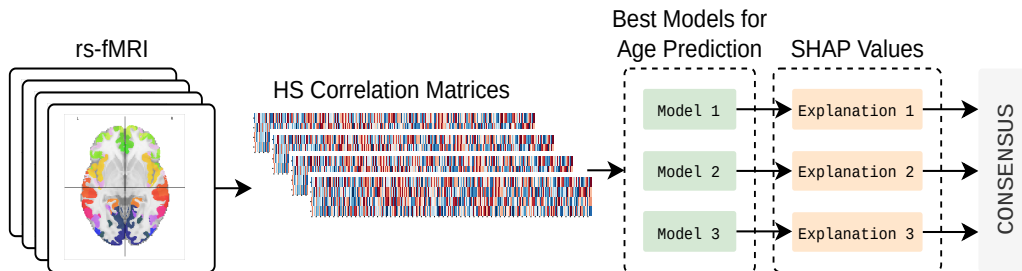 rs-fMRI
HS Correlation Matrices
Best Models for
Age Prediction
SHAP Values
Model 1
Explanation 1
Model 2
Explanation 2
Model 3
Explanation 3
CONSENSUS